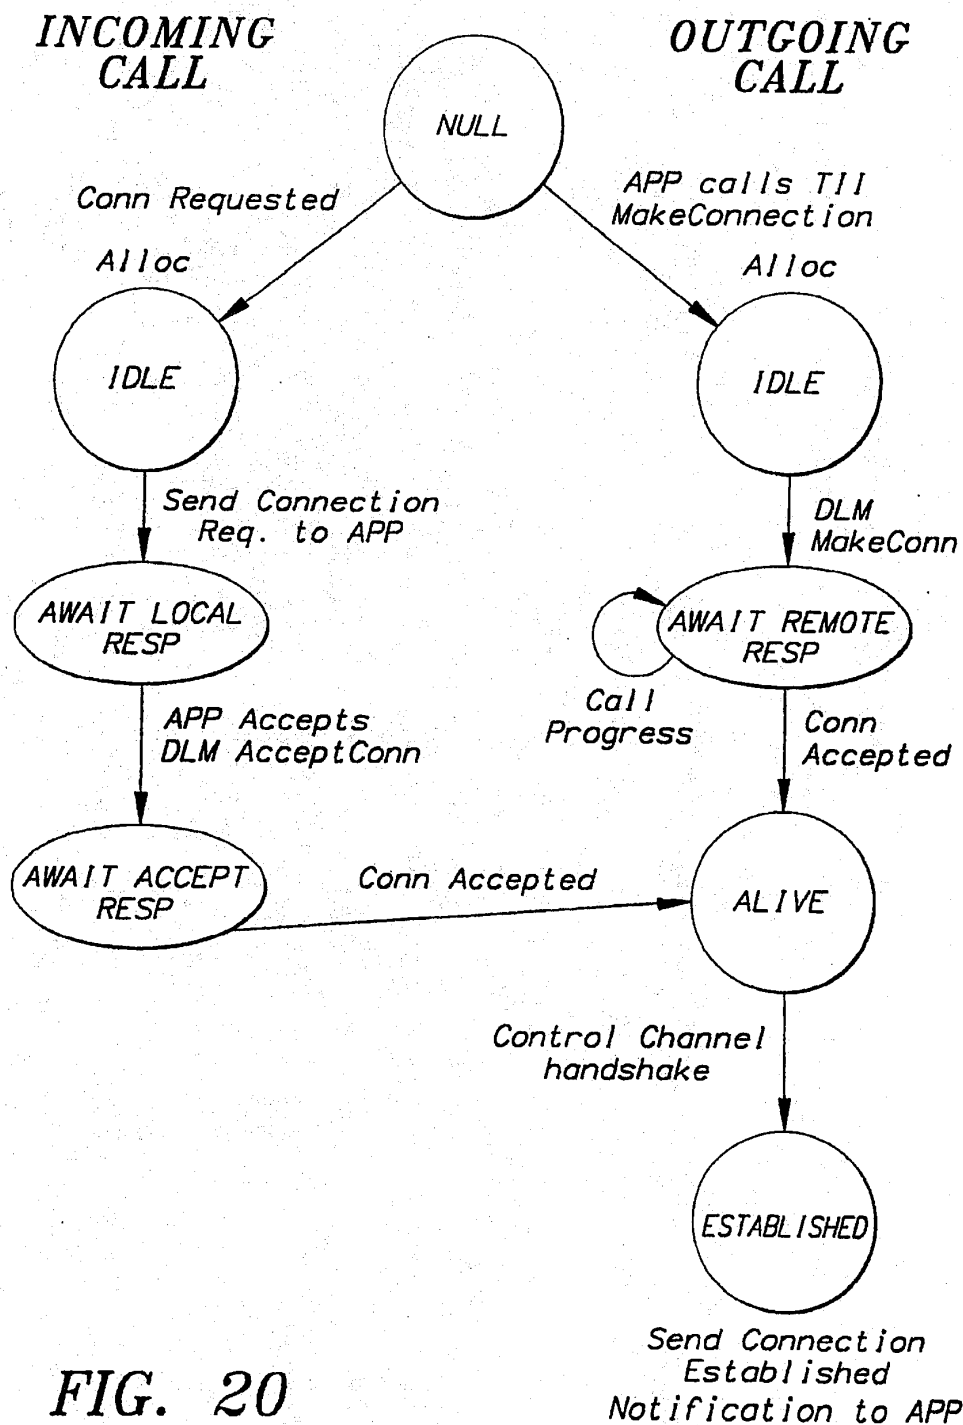 INCOMING
CALL
OUTGOING
CALL
NULL
Conn Requested
APP calls TII
MakeConnection
Alloc
Alloc
IDLE
IDLE
Send Connection
Req. to APP
DLM
MakeConn
AWAIT LOCAL
RESP
AWAIT REMOTE
RESP
Call
Progress
APP Accepts
DLM AcceptConn
Conn
Accepted
AWAIT ACCEPT
RESP
Conn Accepted
ALIVE
Control Channel
handshake
ESTABLISHED
Send Connection
Established
Notification to APP
FIG. 20